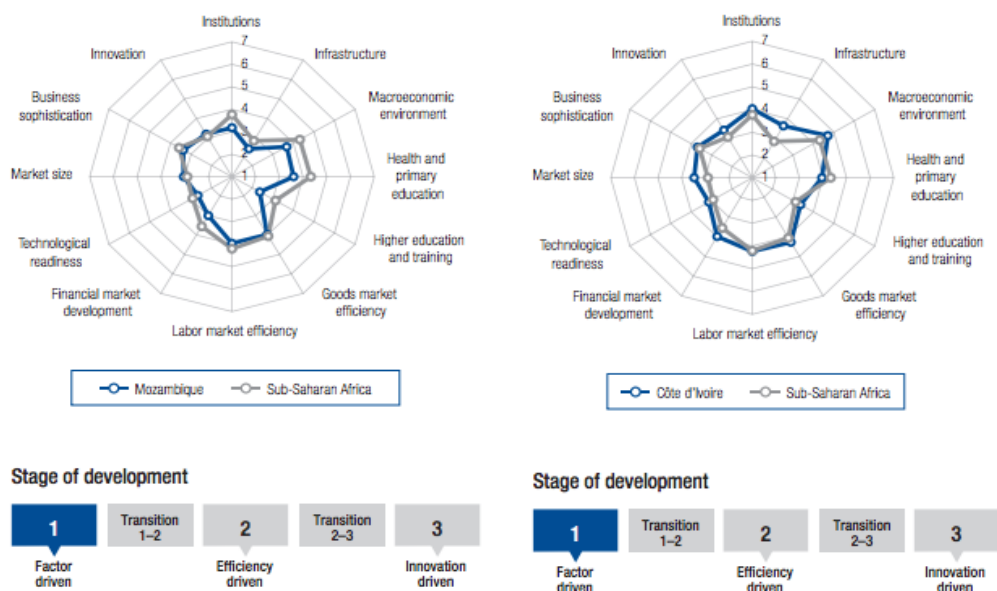 Institutions
7
6
5
4
3
2
1
Infrastructure
Macroeconomic
environment
Health and
primary
education
Higher education
and training
Goods market
efficiency
Labor market efficiency
Financial market
development
Technological
readiness
Market size
Business
sophistication
Innovation
Mozambique
Sub-Saharan Africa
Stage of development
1
Transition
1–2
2
Transition
2–3
3
Factor
driven
Efficiency
driven
Innovation
driven
Institutions
7
6
5
4
3
2
1
Infrastructure
Macroeconomic
environment
Health and
primary
education
Higher education
and training
Goods market
efficiency
Labor market efficiency
Financial market
development
Technological
readiness
Market size
Business
sophistication
Innovation
Côte d'Ivoire
Sub-Saharan Africa
Stage of development
1
Transition
1–2
2
Transition
2–3
3
Factor
driven
Efficiency
driven
Innovation
driven